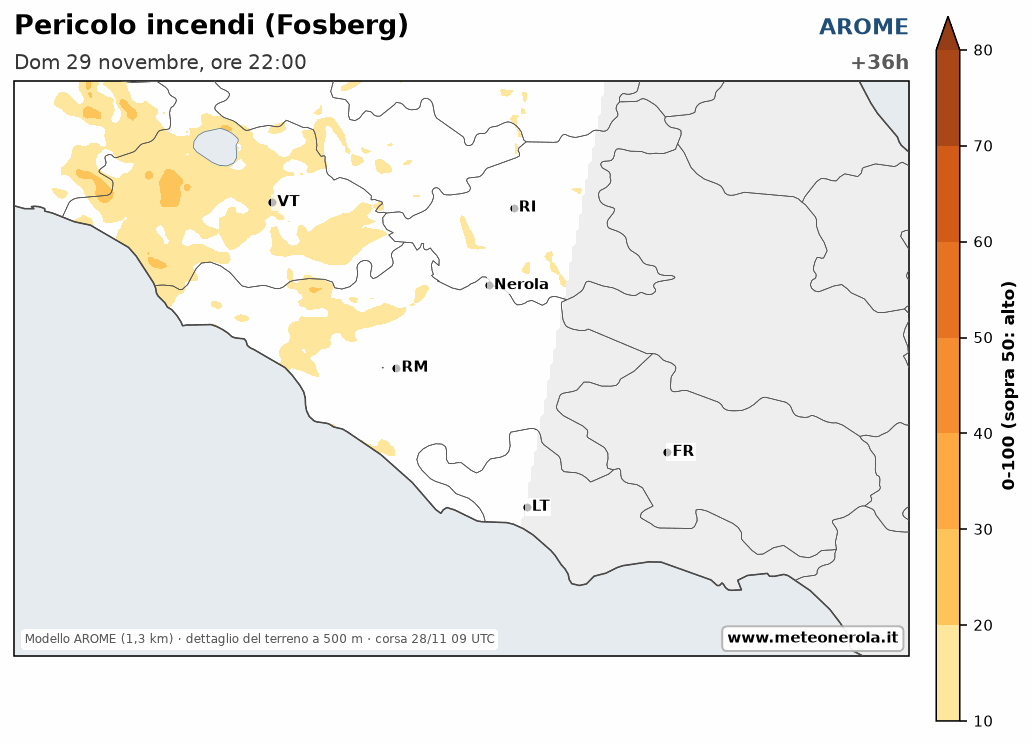 Pericolo incendi (Fosberg)
AROME
Dom 29 novembre, ore 22:00
+36h
VT
RI
Nerola
RM
FR
LT
Modello AROME (1,3 km) · dettaglio del terreno a 500 m · corsa 28/11 09 UTC
www.meteonerola.it
80
70
60
50
40
30
20
10
0-100 (sopra 50: alto)